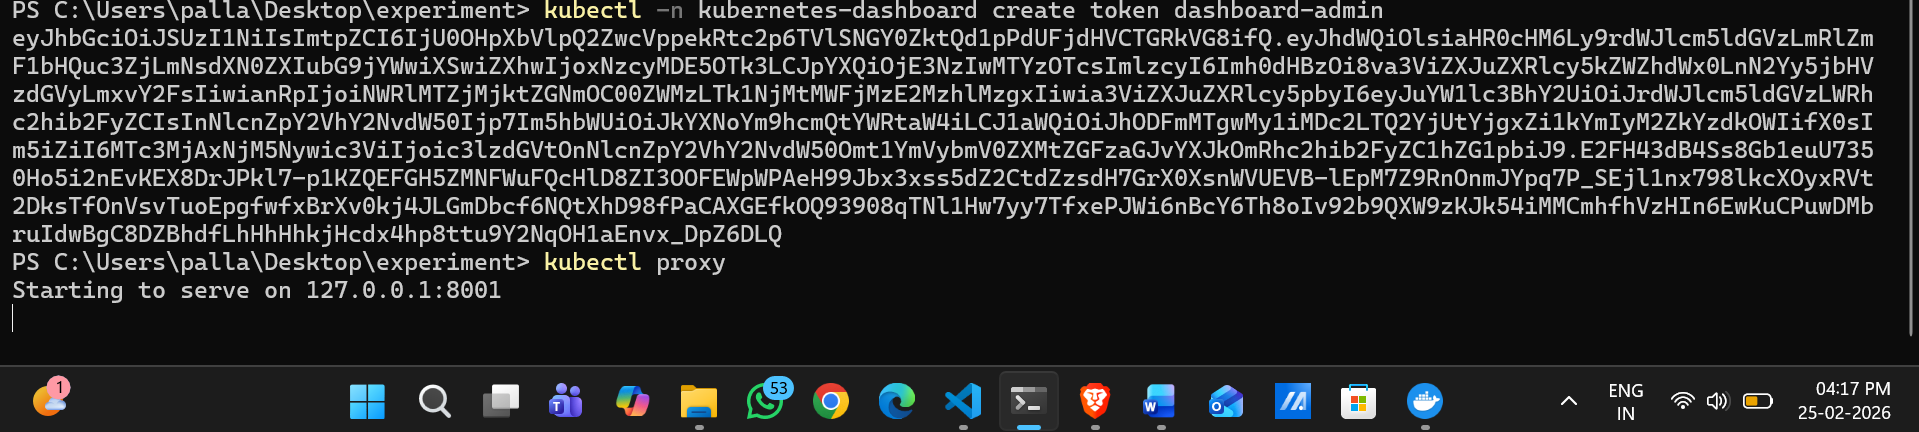 PS C:\Users\palla\Desktop\experiment> kubectl -n kubernetes-dashboard create token dashboard-admin
eyJhbGciOiJSUzI1NiIsImtpZCI6IjU0OHpXbVlpQ2ZwcVppekRtc2p6TVlSNGY0ZktQd1pPdUFjdHVCTGRkVG8ifQ.eyJhdWQiOlsiaHR0cHM6Ly9rdWJlcm5ldGVzLmRlZm
F1bHQuc3ZjLmNsdXN0ZXIubG9jYWwiXSwiZXhwIjoxNzcyMDE5OTk3LCJpYXQiOjE3NzIwMTYzOTcsImlzcyI6Imh0dHBzOi8va3ViZXJuZXRlcy5kZWZhdWx0LnN2Yy5jbHV
zdGVyLmxvY2FsIiwianRpIjoiNWRlMTZjMjktZGNmOC00ZWMzLTk1NjMtMWFjMzE2MzhlMzgxIiwia3ViZXJuZXRlcy5pbyI6eyJuYW1lc3BhY2UiOiJrdWJlcm5ldGVzLWRh
c2hib2FyZCIsInNlcnZpY2VhY2NvdW50Ijp7Im5hbWUiOiJkYXNoYm9hcmQtYWRtaW4iLCJ1aWQiOiJhODFmMTgwMy1iMDc2LTQ2YjUtYjgxZi1kYmIyM2ZkYzdkOWIifX0sI
m5iZiI6MTc3MjAxNjM5Nywic3ViIjoic3lzdGVtOnNlcnZpY2VhY2NvdW50Omt1YmVybmV0ZXMtZGFzaGJvYXJkOmRhc2hib2FyZC1hZG1pbiJ9.E2FH43dB4Ss8Gb1euU735
0Ho5i2nEvKEX8DrJPkl7-p1KZQEFGH5ZMNFWuFQcHlD8ZI3OOFEWpWPAeH99Jbx3xss5dZ2CtdZzsdH7GrX0XsnWVUEVB-lEpM7Z9RnOnmJYpq7P_SEjl1nx798lkcXOyxRVt
2DksTfOnVsvTuoEpgfwfxBrXv0kj4JLGmDbcf6NQtXhD98fPaCAXGEfkOQ93908qTNl1Hw7yy7TfxePJWi6nBcY6Th8oIv92b9QXW9zKJk54iMMCmhfhVzHIn6EwKuCPuwDMb
ruIdwBgC8DZBhdfLhHhHhkjHcdx4hp8ttu9Y2NqOH1aEnvx_DpZ6DLQ
PS C:\Users\palla\Desktop\experiment> kubectl proxy
Starting to serve on 127.0.0.1:8001
1
53
ENG
IN
04:17 PM
25-02-2026